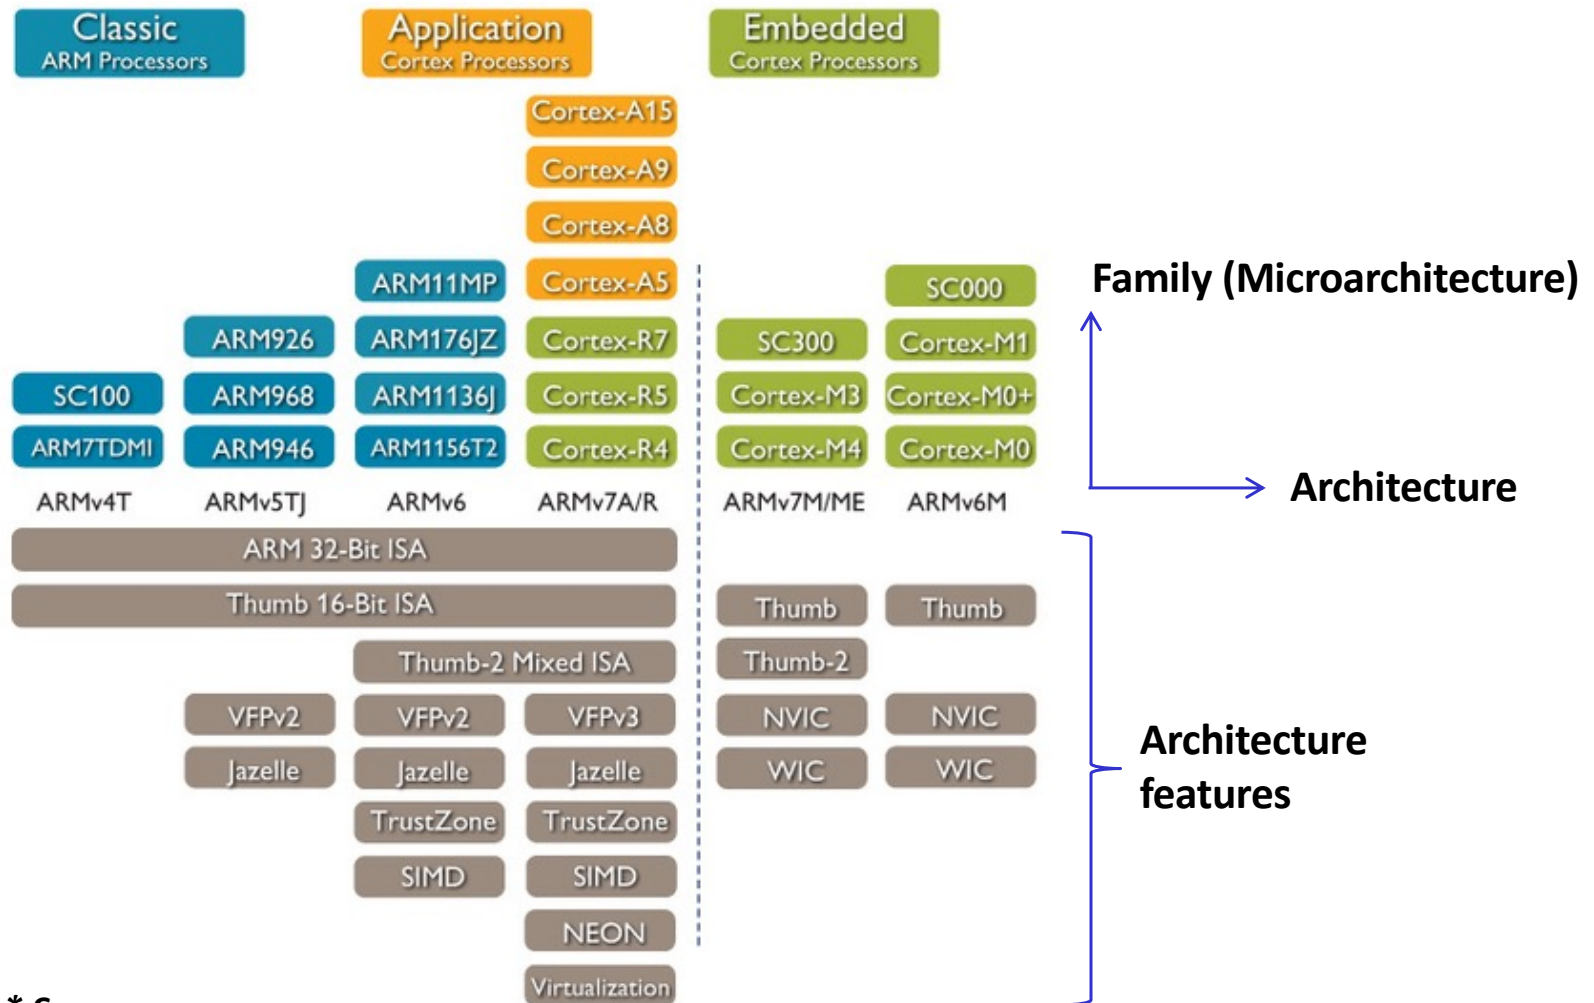 Classic
ARM Processors
Application
Cortex Processors
Embedded
Cortex Processors
Cortex-A15
Cortex-A9
Cortex-A8
ARM11MP
Cortex-A5
SC000
Family (Microarchitecture)
ARM926
ARM176JZ
Cortex-R7
SC300
Cortex-M1
SC100
ARM968
ARM1136J
Cortex-R5
Cortex-M3
Cortex-M0+
ARM7TDMI
ARM946
ARM1156T2
Cortex-R4
Cortex-M4
Cortex-M0
ARMv4T
ARMv5TJ
ARMv6
ARMv7A/R
ARMv7M/ME
ARMv6M
Architecture
ARM 32-Bit ISA
Thumb 16-Bit ISA
Thumb
Thumb
Thumb-2 Mixed ISA
Thumb-2
VFPv2
VFPv2
VFPv3
NVIC
NVIC
Jazelle
Jazelle
Jazelle
WIC
WIC
Architecture
features
TrustZone
TrustZone
SIMD
SIMD
NEON
Virtualization